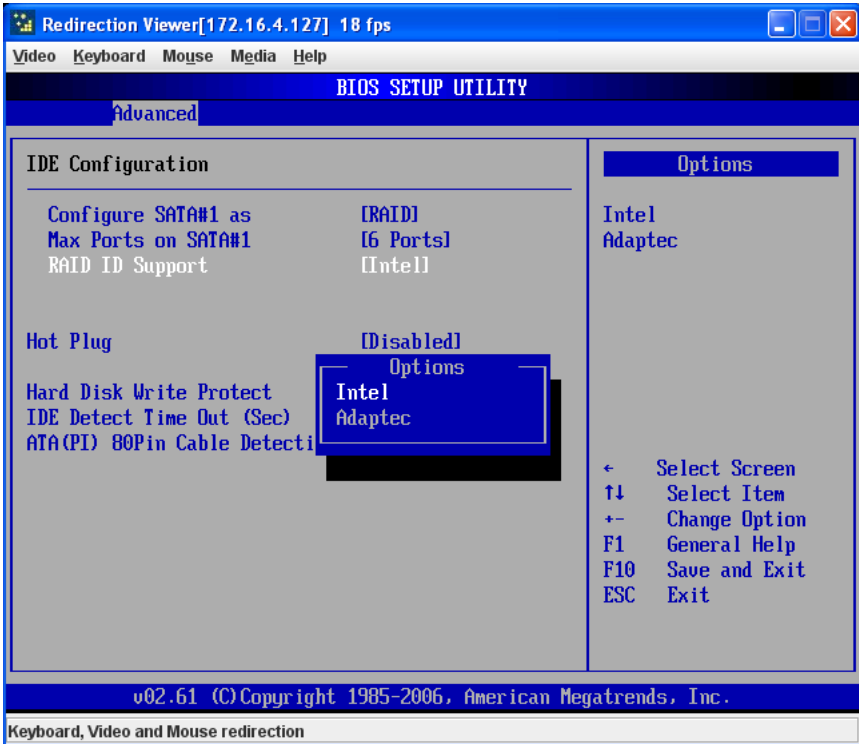 Redirection Viewer[172.16.4.127] 18 fps
Video Keyboard Mouse Media Help
BIOS SETUP UTILITY
Advanced
IDE Configuration
Configure SATA#1 as [RAID]
Max Ports on SATA#1 [6 Ports]
RAID ID Support [Intel]
Hot Plug [Disabled]
Hard Disk Write Protect
IDE Detect Time Out (Sec)
ATA(PI) 80Pin Cable Detecti
Options
Intel
Adaptec
Options
Intel
Adaptec
← Select Screen
↑↓ Select Item
+- Change Option
F1 General Help
F10 Save and Exit
ESC Exit
v02.61 (C)Copyright 1985-2006, American Megatrends, Inc.
Keyboard, Video and Mouse redirection